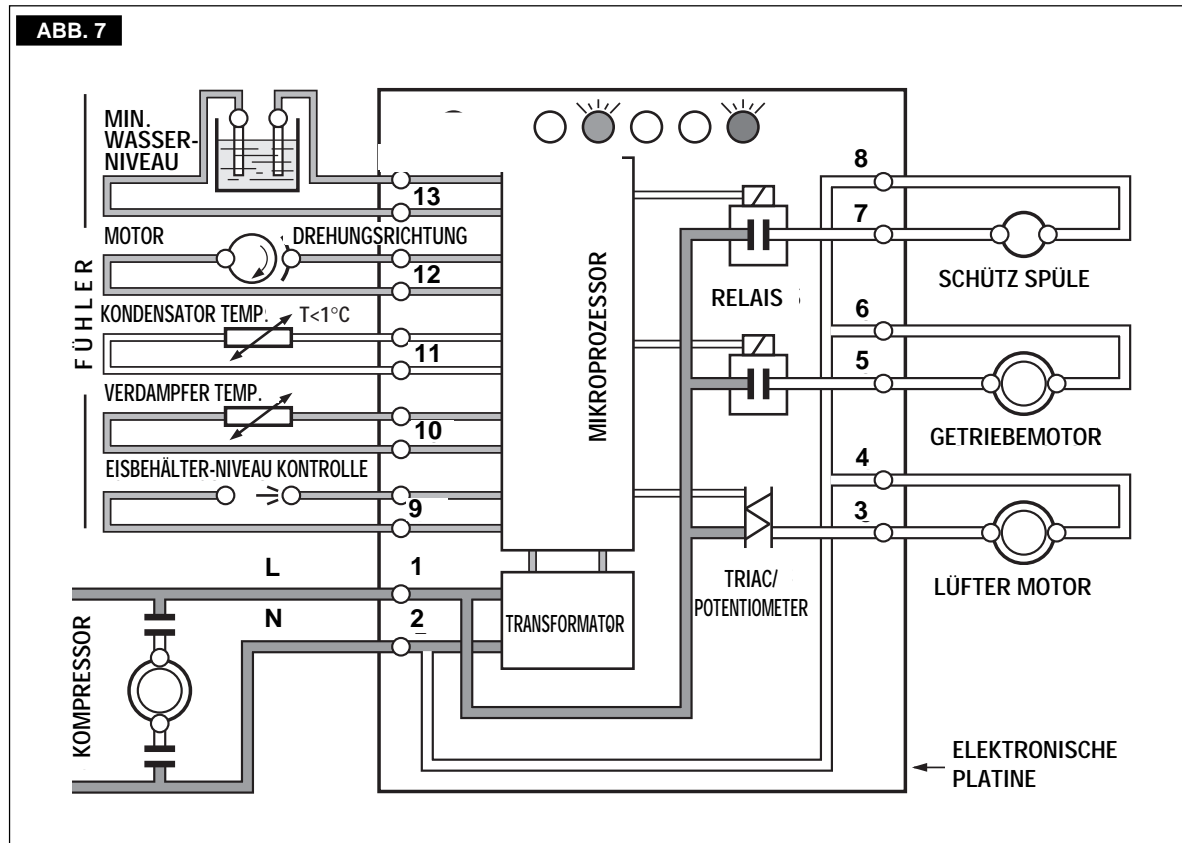 ABB. 7
FÜHLER
MIN.
WASSER-
NIVEAU
13
MOTOR
DREHUNGSRICHTUNG
12
KONDENSATOR TEMP.
T<1°C
11
VERDAMPFER TEMP.
10
EISBEHÄLTER-NIVEAU KONTROLLE
9
L
1
N
2
KOMPRESSOR
MIKROPROZESSOR
TRANSFORMATOR
RELAIS
TRIAC/
POTENTIOMETER
8
7
SCHÜTZ SPÜLE
6
5
GETRIEBEMOTOR
4
3
LÜFTER MOTOR
ELEKTRONISCHE
PLATINE